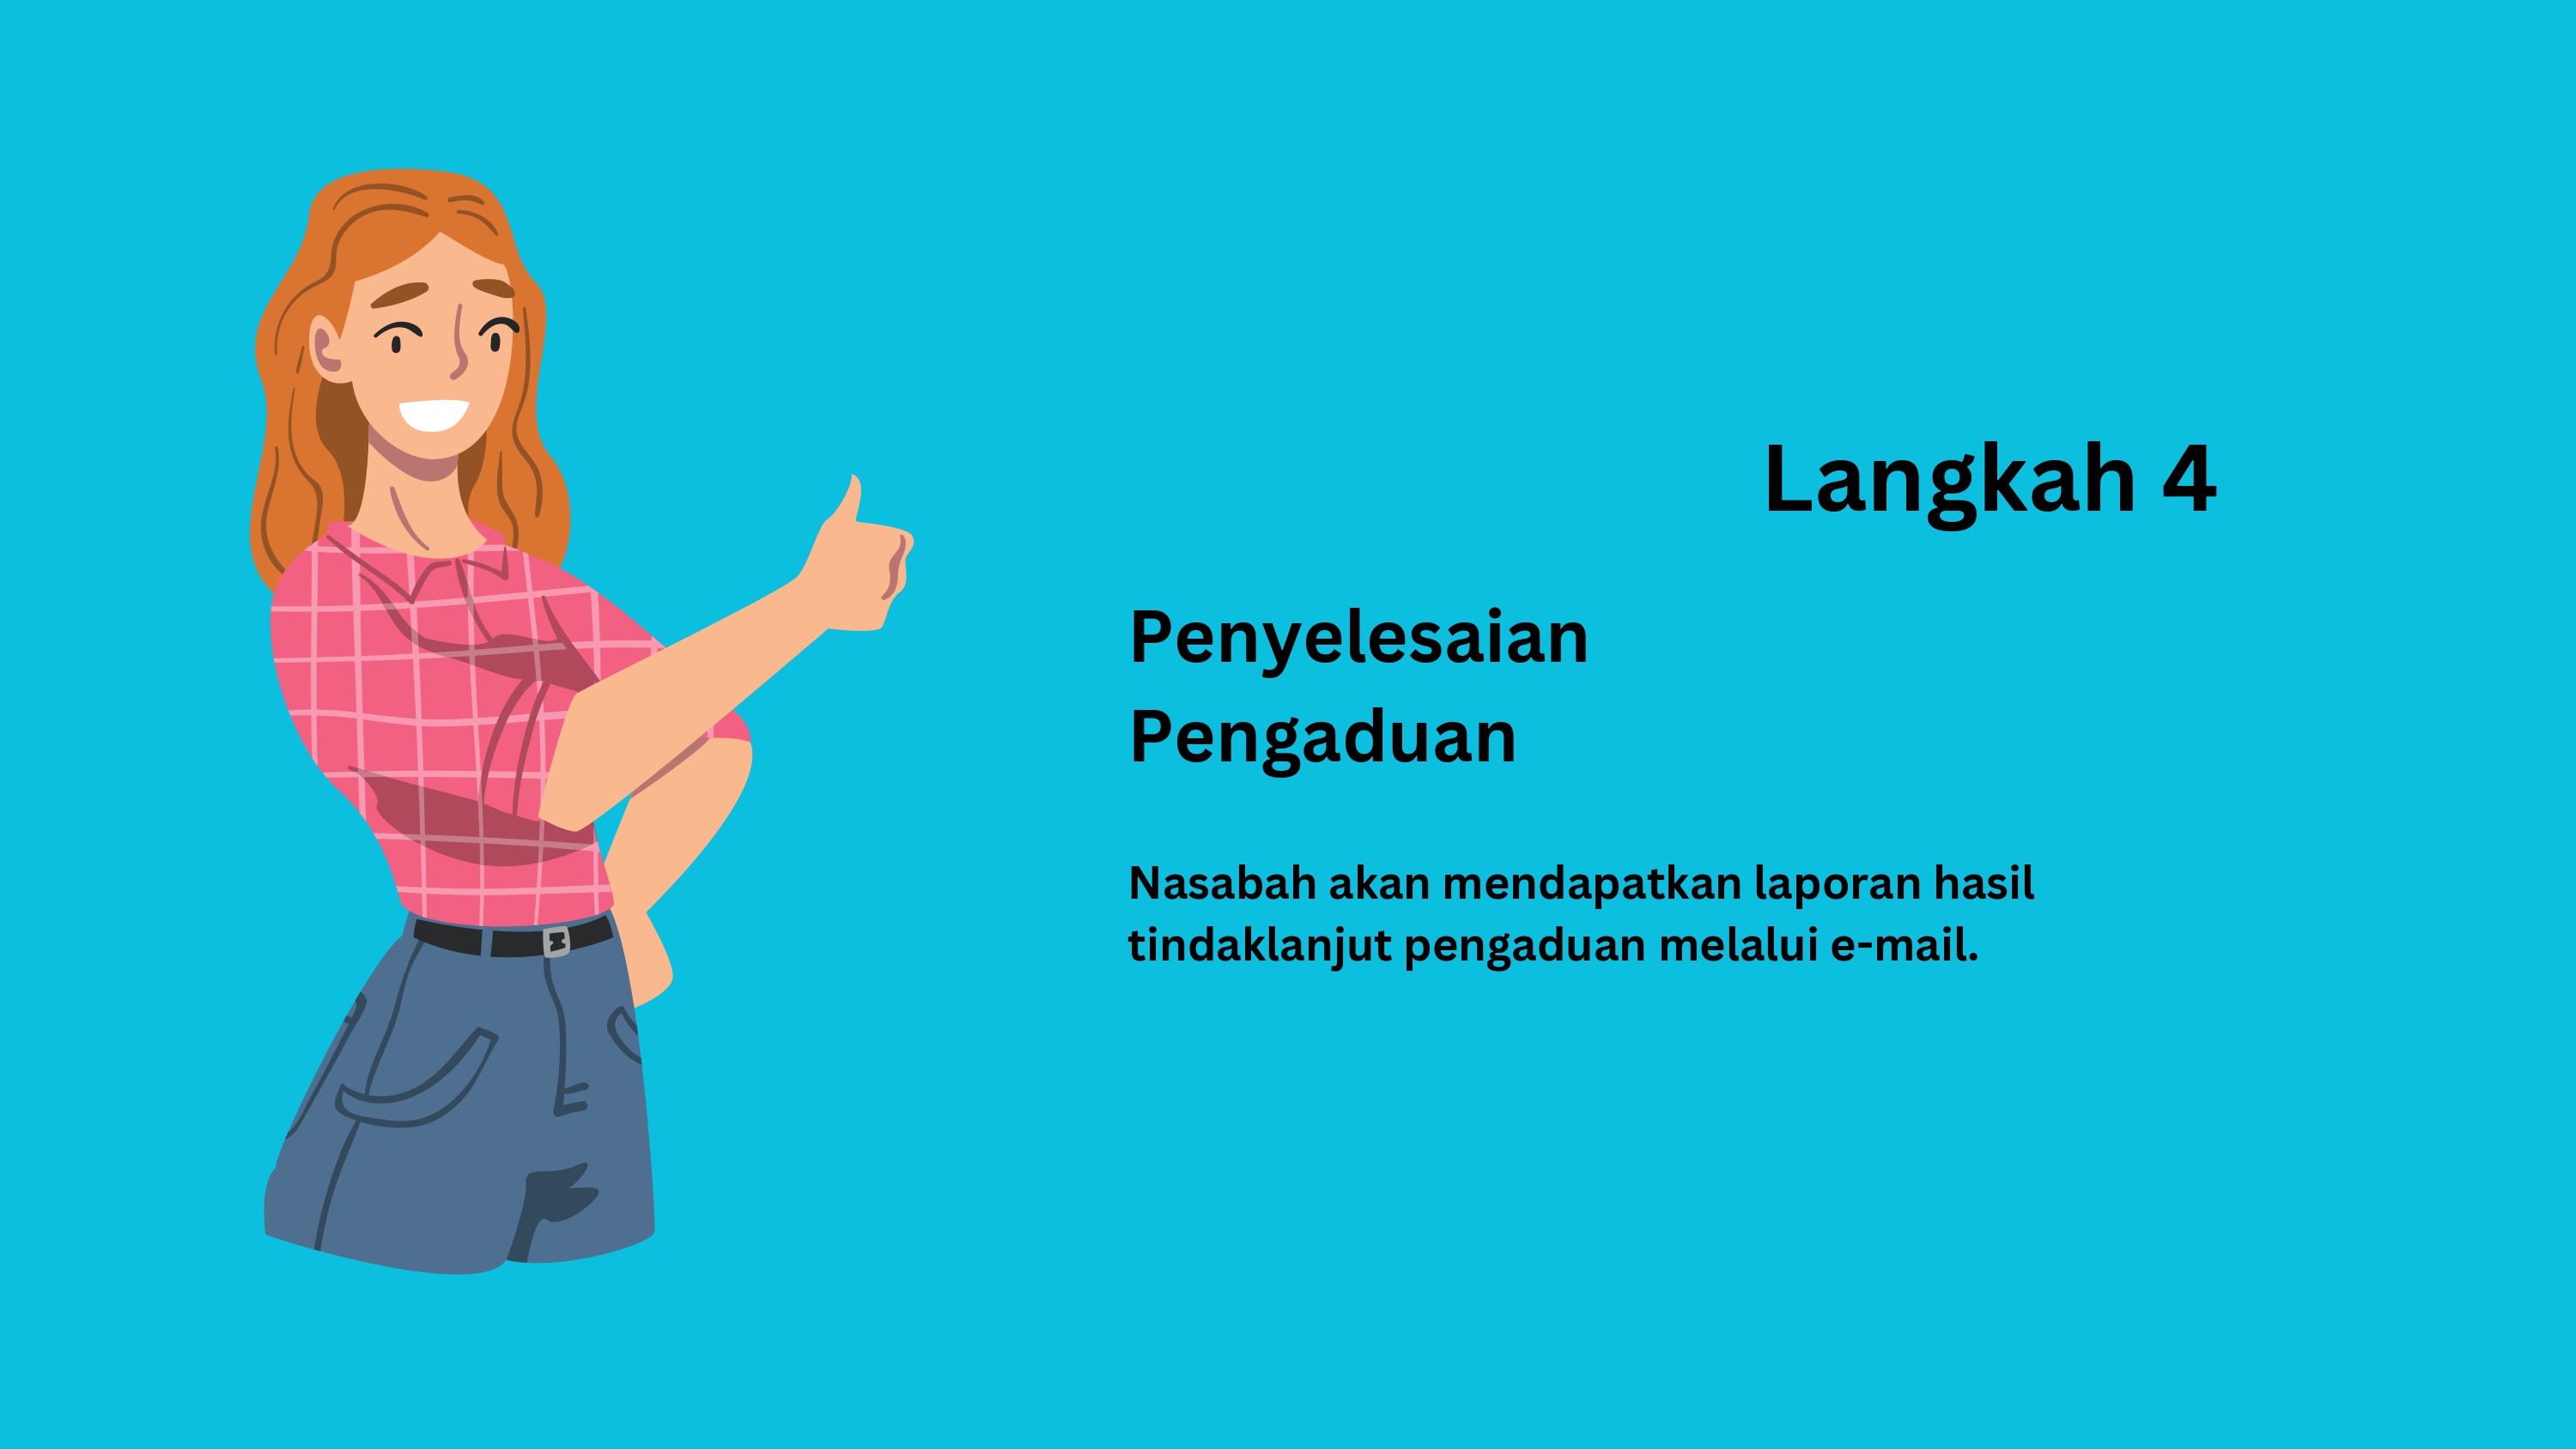 Langkah 4
Penyelesaian
Pengaduan
Nasabah akan mendapatkan laporan hasil
tindaklanjut pengaduan melalui e-mail.